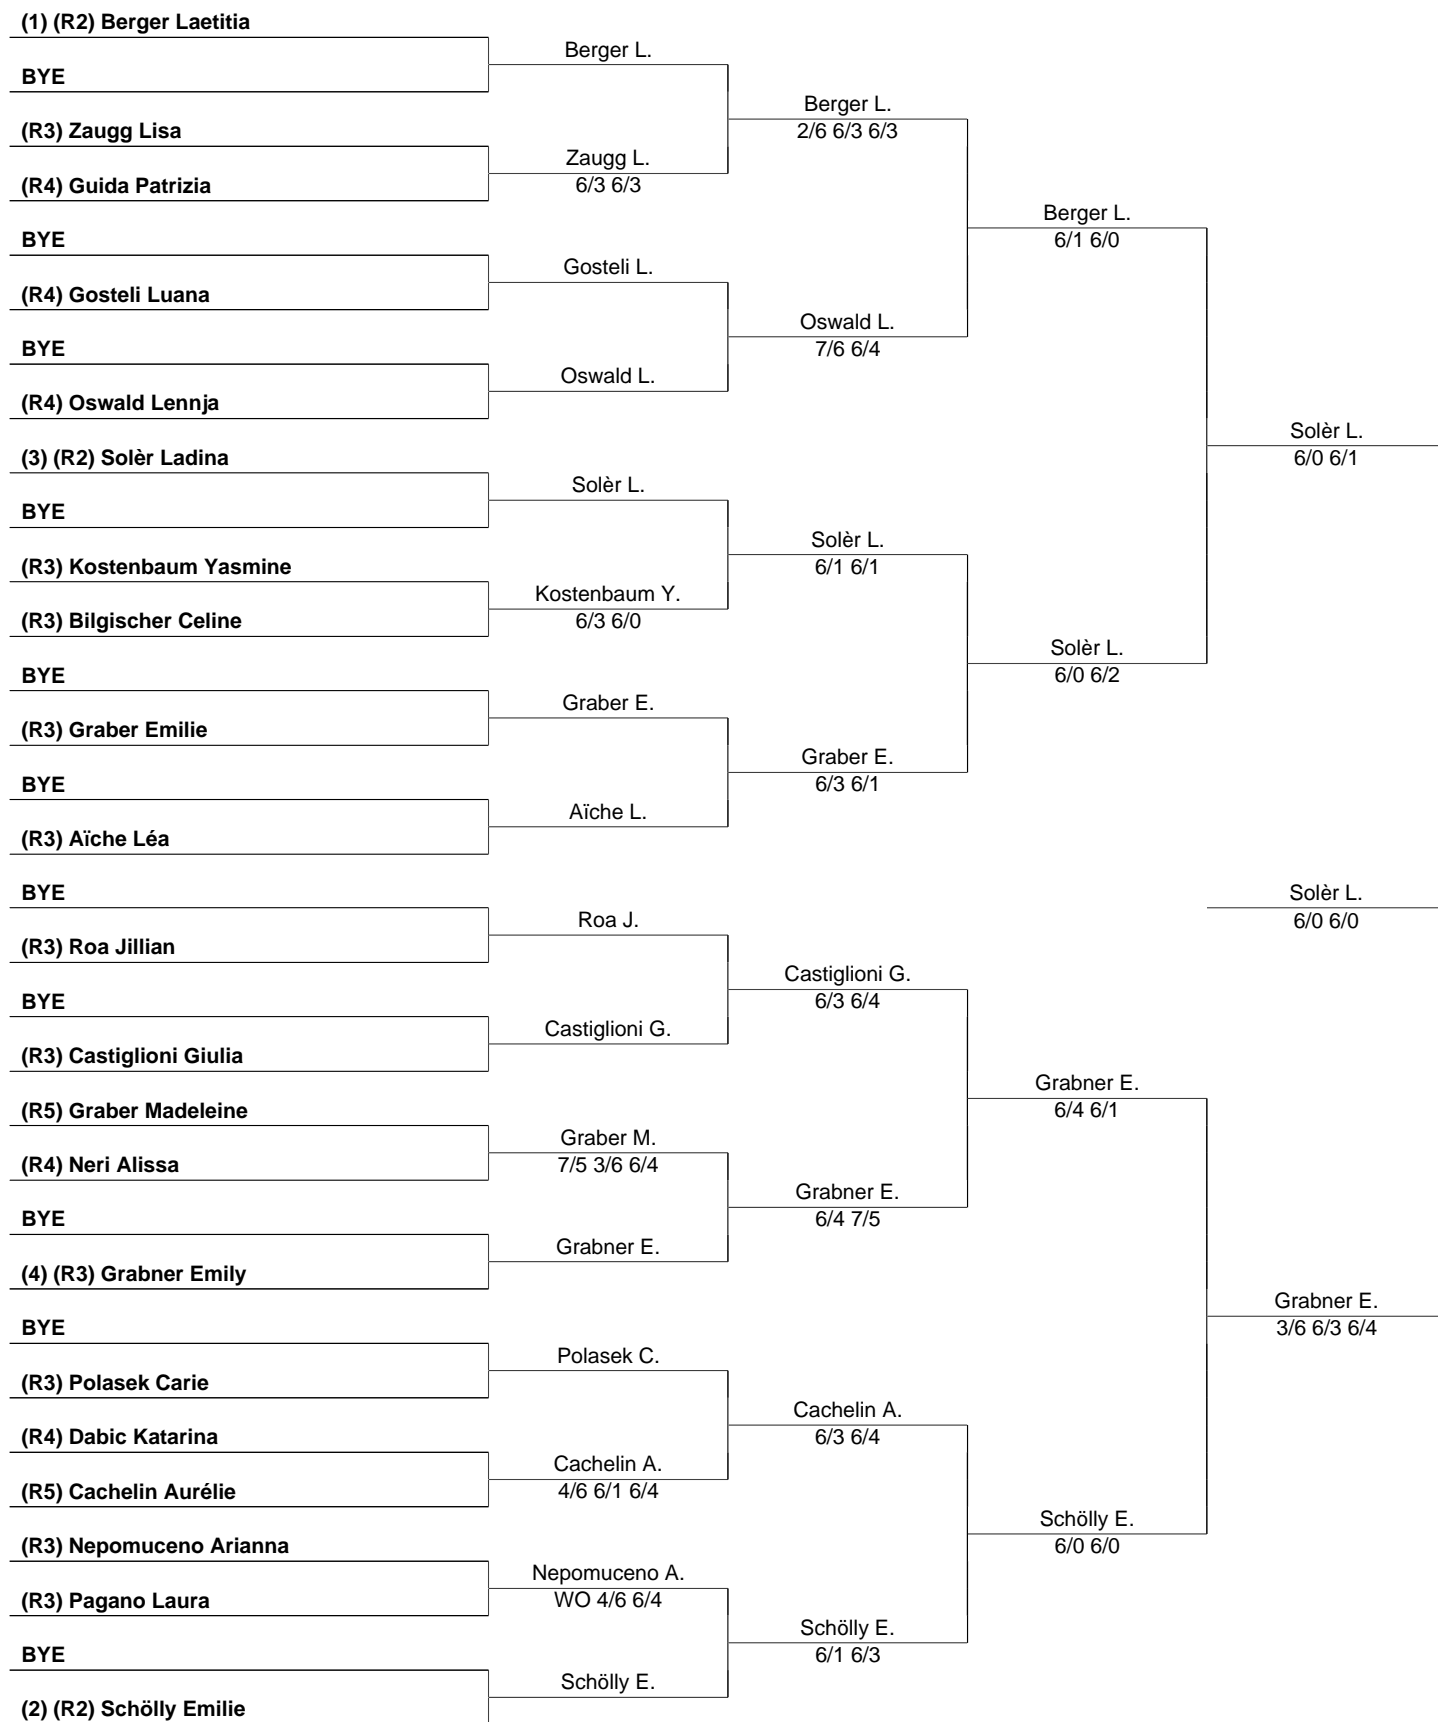 (1) (R2) Berger Laetitia
BYE
(R3) Zaugg Lisa
(R4) Guida Patrizia
BYE
(R4) Gosteli Luana
BYE
(R4) Oswald Lennja
(3) (R2) Solèr Ladina
BYE
(R3) Kostenbaum Yasmine
(R3) Bilgischer Celine
BYE
(R3) Graber Emilie
BYE
(R3) Aïche Léa
BYE
(R3) Roa Jillian
BYE
(R3) Castiglioni Giulia
(R5) Graber Madeleine
(R4) Neri Alissa
BYE
(4) (R3) Grabner Emily
BYE
(R3) Polasek Carie
(R4) Dabic Katarina
(R5) Cachelin Aurélie
(R3) Nepomuceno Arianna
(R3) Pagano Laura
BYE
(2) (R2) Schölly Emilie
Berger L.
Zaugg L.
6/3 6/3
Gosteli L.
Oswald L.
Solèr L.
Kostenbaum Y.
6/3 6/0
Graber E.
Aïche L.
Roa J.
Castiglioni G.
Graber M.
7/5 3/6 6/4
Grabner E.
Polasek C.
Cachelin A.
4/6 6/1 6/4
Nepomuceno A.
WO 4/6 6/4
Schölly E.
Berger L.
2/6 6/3 6/3
Oswald L.
7/6 6/4
Solèr L.
6/1 6/1
Graber E.
6/3 6/1
Castiglioni G.
6/3 6/4
Grabner E.
6/4 7/5
Cachelin A.
6/3 6/4
Schölly E.
6/1 6/3
Berger L.
6/1 6/0
Solèr L.
6/0 6/2
Grabner E.
6/4 6/1
Schölly E.
6/0 6/0
Solèr L.
6/0 6/1
Solèr L.
6/0 6/0
Grabner E.
3/6 6/3 6/4